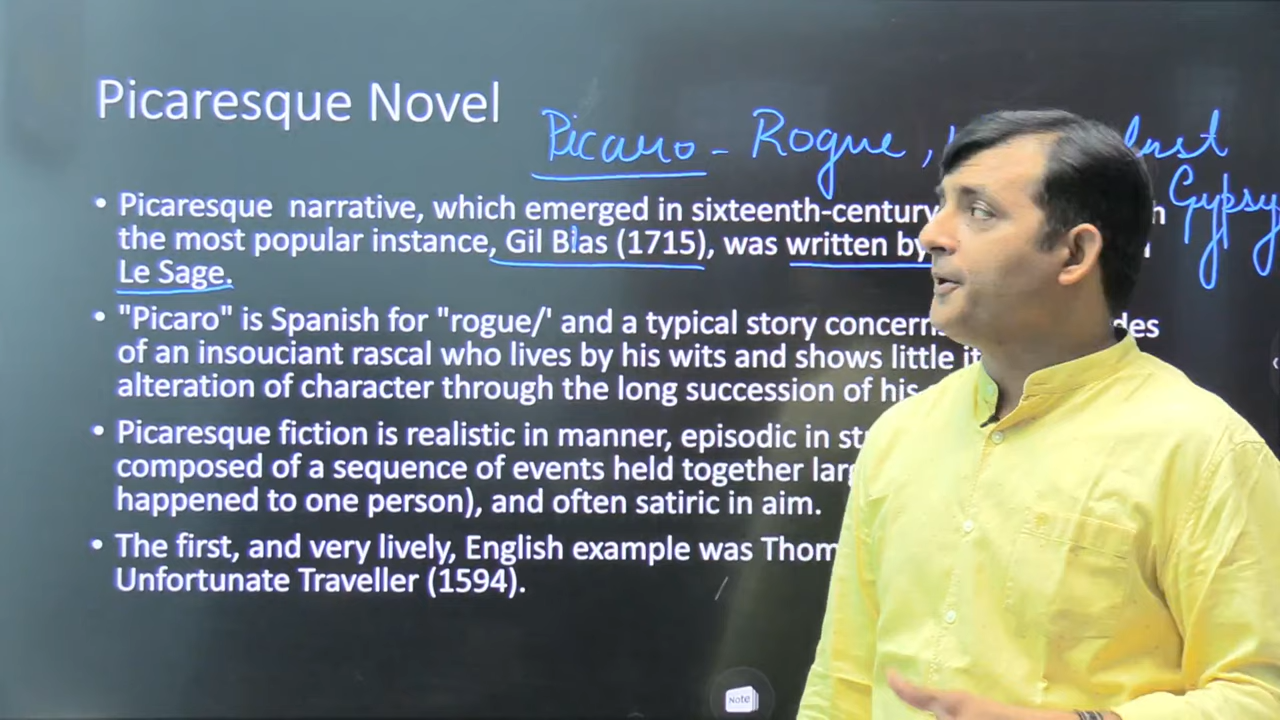 Picaresque Novel
Picaro - Rogue,
Gypsy
• Picaresque narrative, which emerged in sixteenth-century
the most popular instance, Gil Blas (1715), was written by
Le Sage.
• "Picaro" is Spanish for "rogue/' and a typical story concerns
of an insouciant rascal who lives by his wits and shows little
alteration of character through the long succession of his
• Picaresque fiction is realistic in manner, episodic in
composed of a sequence of events held together
happened to one person), and often satiric in aim.
• The first, and very lively, English example was
Unfortunate Traveller (1594).
Note